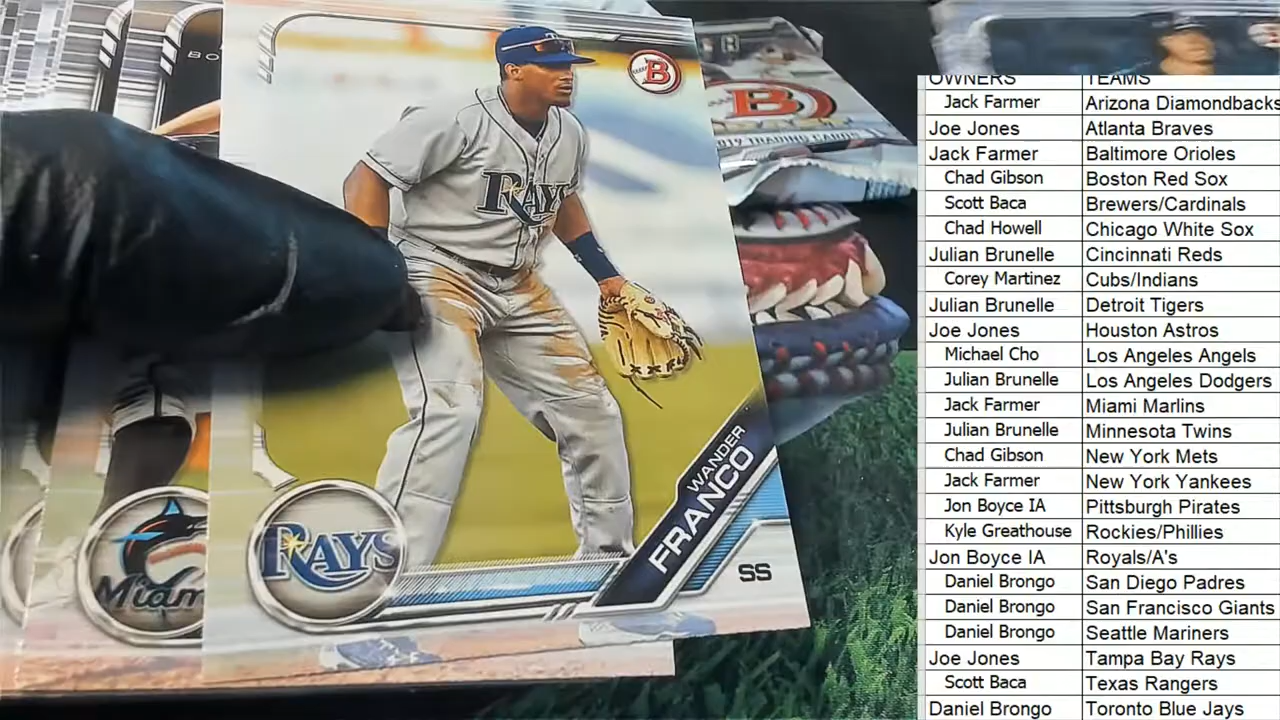 BO
RAYS
B
B
2019 TRADING CARDS
WANDER
FRANCO
SS
RAYS
Miam
OWNERS TEAMS
Jack Farmer Arizona Diamondbacks
Joe Jones Atlanta Braves
Jack Farmer Baltimore Orioles
Chad Gibson Boston Red Sox
Scott Baca Brewers/Cardinals
Chad Howell Chicago White Sox
Julian Brunelle Cincinnati Reds
Corey Martinez Cubs/Indians
Julian Brunelle Detroit Tigers
Joe Jones Houston Astros
Michael Cho Los Angeles Angels
Julian Brunelle Los Angeles Dodgers
Jack Farmer Miami Marlins
Julian Brunelle Minnesota Twins
Chad Gibson New York Mets
Jack Farmer New York Yankees
Jon Boyce IA Pittsburgh Pirates
Kyle Greathouse Rockies/Phillies
Jon Boyce IA Royals/A's
Daniel Brongo San Diego Padres
Daniel Brongo San Francisco Giants
Daniel Brongo Seattle Mariners
Joe Jones Tampa Bay Rays
Scott Baca Texas Rangers
Daniel Brongo Toronto Blue Jays